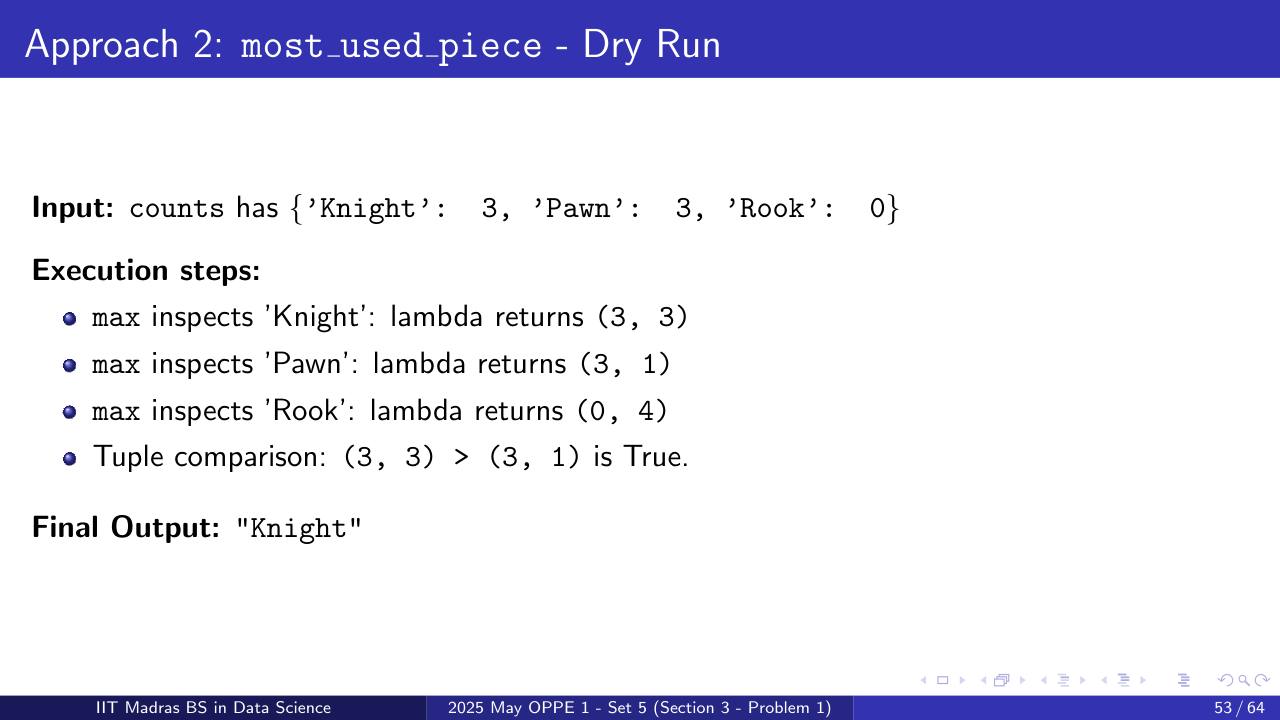 Approach 2: most_used_piece - Dry Run
Input: counts has {’Knight’: 3, ’Pawn’: 3, ’Rook’: 0}
Execution steps:
max inspects ’Knight’: lambda returns (3, 3)
max inspects ’Pawn’: lambda returns (3, 1)
max inspects ’Rook’: lambda returns (0, 4)
Tuple comparison: (3, 3) > (3, 1) is True.
Final Output: "Knight"
IIT Madras BS in Data Science
2025 May OPPE 1 - Set 5 (Section 3 - Problem 1)
53 / 64